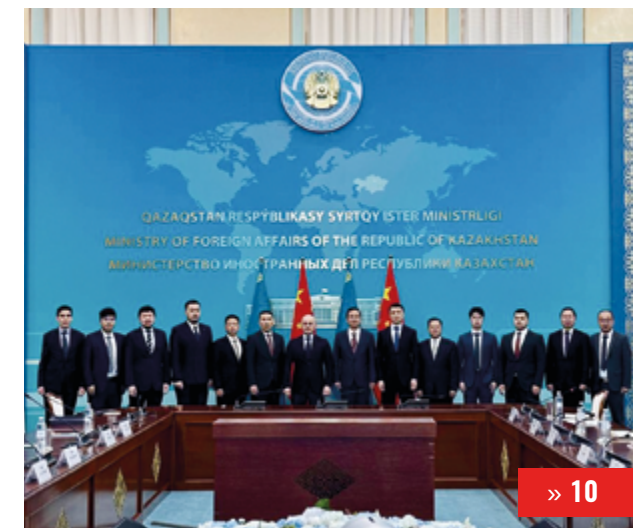 QAZAQSTAN RESPÝBLIKASY SYRTQY ISTER MINISTRLIGI
MINISTRY OF FOREIGN AFFAIRS OF THE REPUBLIC OF KAZAKHSTAN
МИНИСТЕРСТВО ИНОСТРАННЫХ ДЕЛ РЕСПУБЛИКИ КАЗАХСТАН
» 10